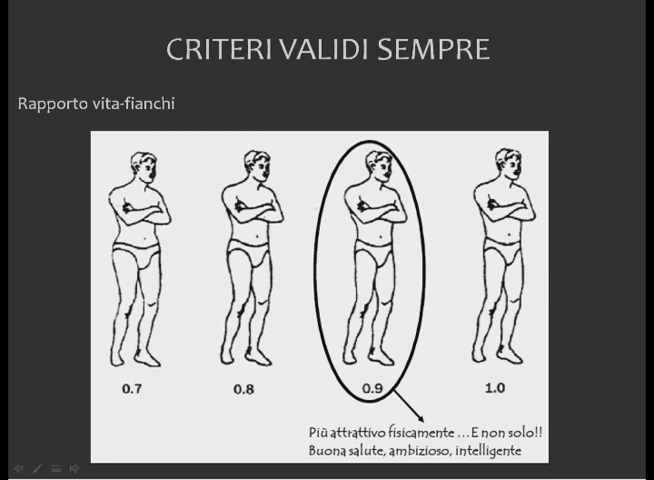 CRITERI VALIDI SEMPRE
Rapporto vita-fianchi
0.7 0.8 0.9 1.0
Più attrattivo fisicamente ...E non solo!!
Buona salute, ambizioso, intelligente